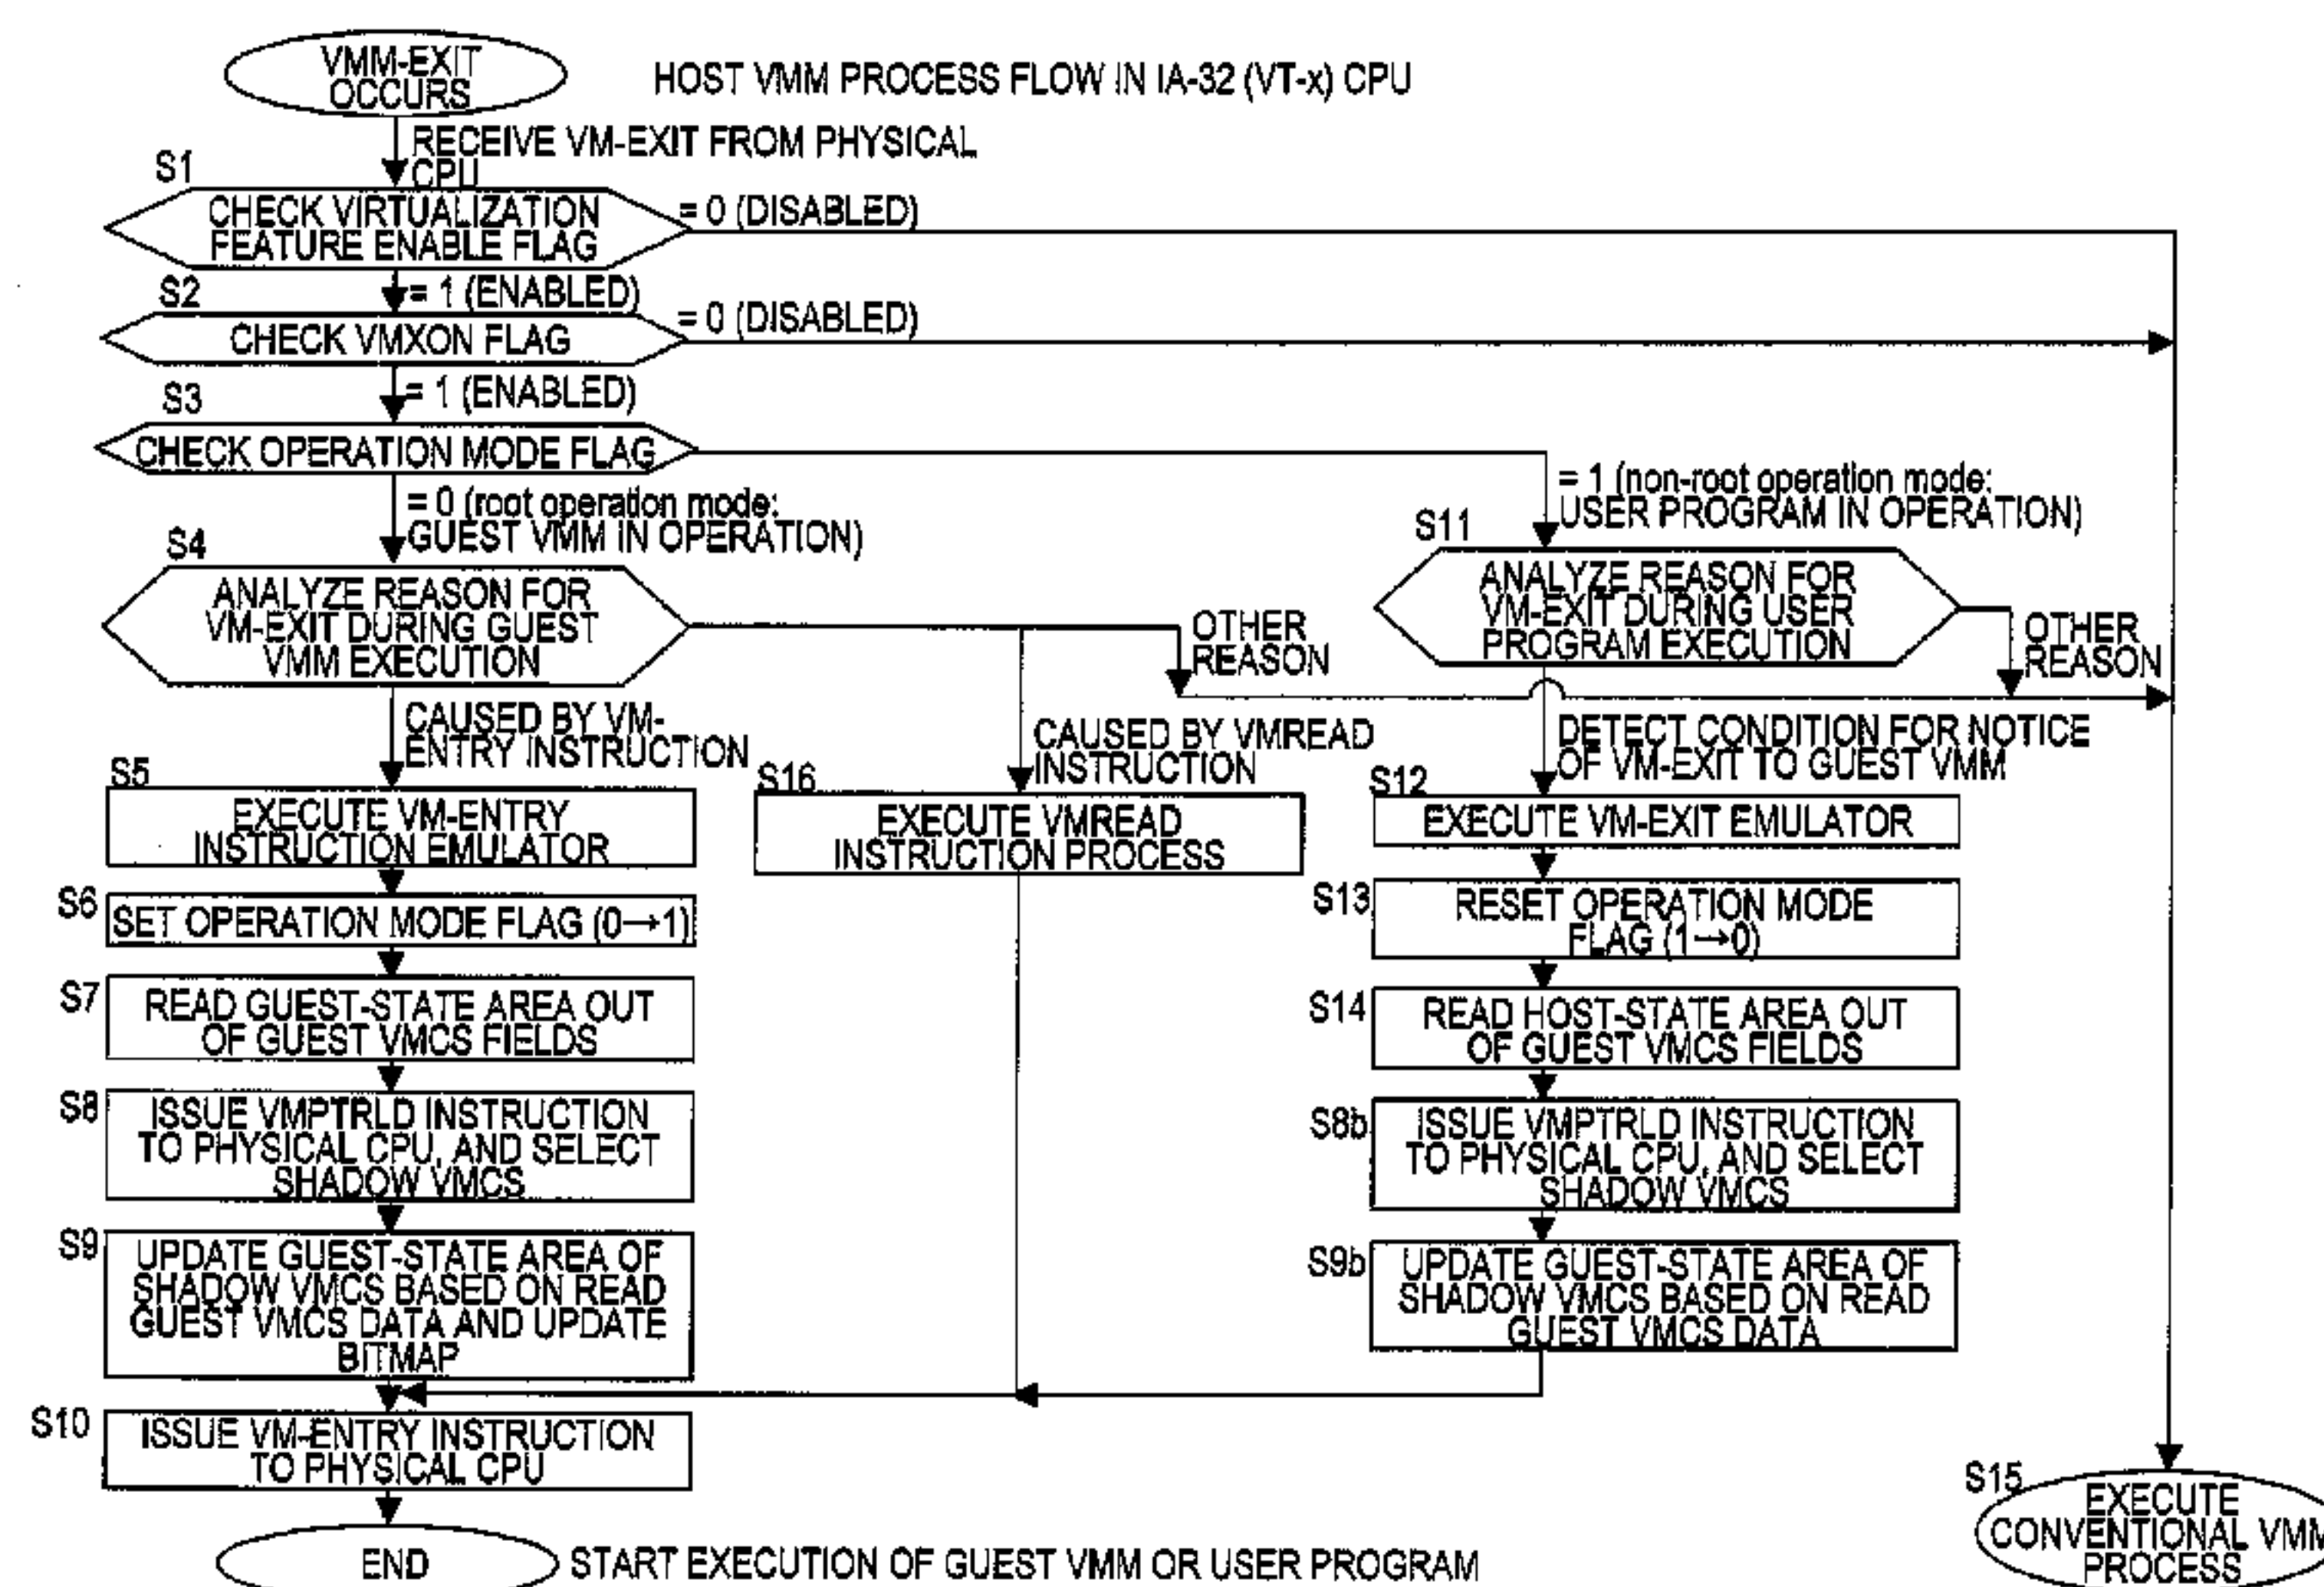 VMM-EXIT
OCCURS
HOST VMM PROCESS FLOW IN IA-32 (VT-x) CPU
RECEIVE VM-EXIT FROM PHYSICAL
CPU
S1
CHECK VIRTUALIZATION
FEATURE ENABLE FLAG
= 0 (DISABLED)
S2
= 1 (ENABLED)
CHECK VMXON FLAG
= 0 (DISABLED)
S3
= 1 (ENABLED)
CHECK OPERATION MODE FLAG
= 0 (root operation mode:
GUEST VMM IN OPERATION)
= 1 (non-root operation mode:
USER PROGRAM IN OPERATION)
S4
ANALYZE REASON FOR
VM-EXIT DURING GUEST
VMM EXECUTION
OTHER
REASON
S11
ANALYZE REASON FOR
VM-EXIT DURING USER
PROGRAM EXECUTION
OTHER
REASON
CAUSED BY VM-
ENTRY INSTRUCTION
CAUSED BY VMREAD
INSTRUCTION
DETECT CONDITION FOR NOTICE
OF VM-EXIT TO GUEST VMM
S5
EXECUTE VM-ENTRY
INSTRUCTION EMULATOR
S16
EXECUTE VMREAD
INSTRUCTION PROCESS
S12
EXECUTE VM-EXIT EMULATOR
S6
SET OPERATION MODE FLAG (0→1)
S13
RESET OPERATION MODE
FLAG (1→0)
S7
READ GUEST-STATE AREA OUT
OF GUEST VMCS FIELDS
S14
READ HOST-STATE AREA OUT
OF GUEST VMCS FIELDS
S8
ISSUE VMPTRLD INSTRUCTION
TO PHYSICAL CPU, AND SELECT
SHADOW VMCS
S8b
ISSUE VMPTRLD INSTRUCTION
TO PHYSICAL CPU, AND SELECT
SHADOW VMCS
S9
UPDATE GUEST-STATE AREA OF
SHADOW VMCS BASED ON READ
GUEST VMCS DATA AND UPDATE
BITMAP
S9b
UPDATE GUEST-STATE AREA OF
SHADOW VMCS BASED ON READ
GUEST VMCS DATA
S10
ISSUE VM-ENTRY INSTRUCTION
TO PHYSICAL CPU
S15
EXECUTE
CONVENTIONAL VMM
PROCESS
END
START EXECUTION OF GUEST VMM OR USER PROGRAM